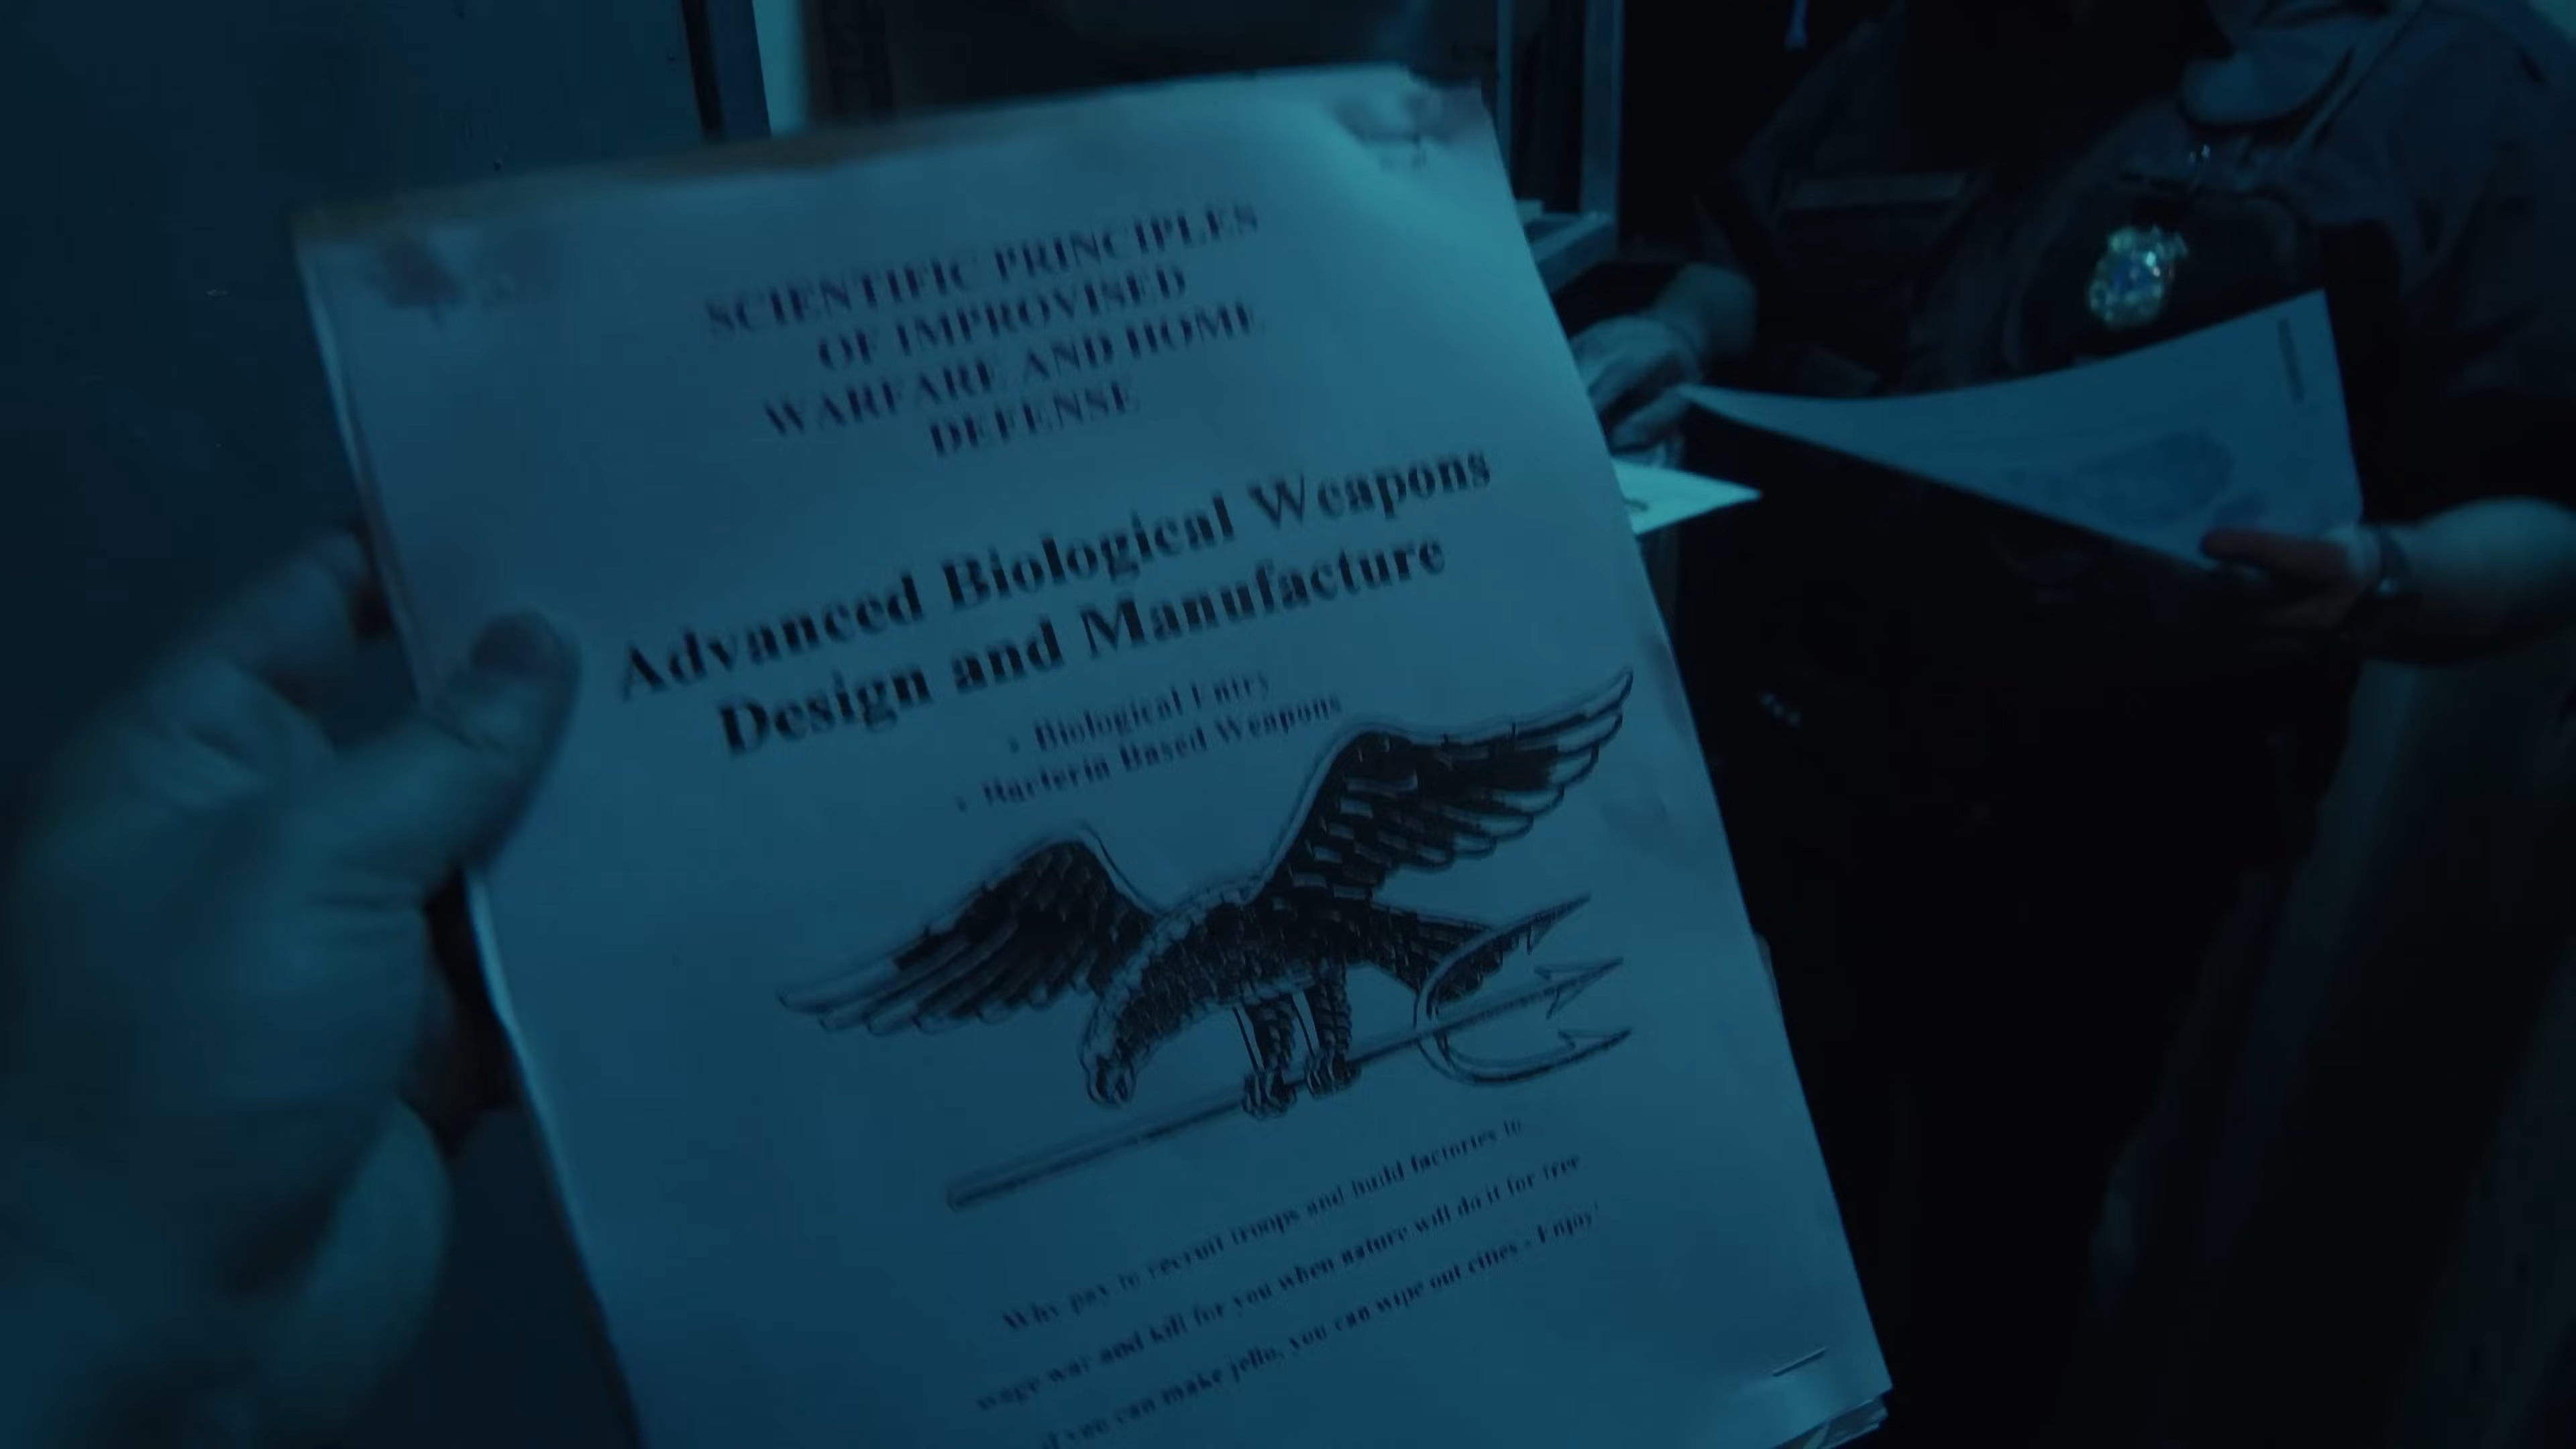 SCIENTIFIC PRINCIPLES
OF IMPROVISED
WARFARE AND HOME
DEFENSE
Advanced Biological Weapons
Design and Manufacture
• Biological Entry
• Bacteria Based Weapons
Why pay to recruit troops and build factories to
wage war and kill for you when nature will do it for free
If you can make jello, you can wipe out cities - Enjoy!